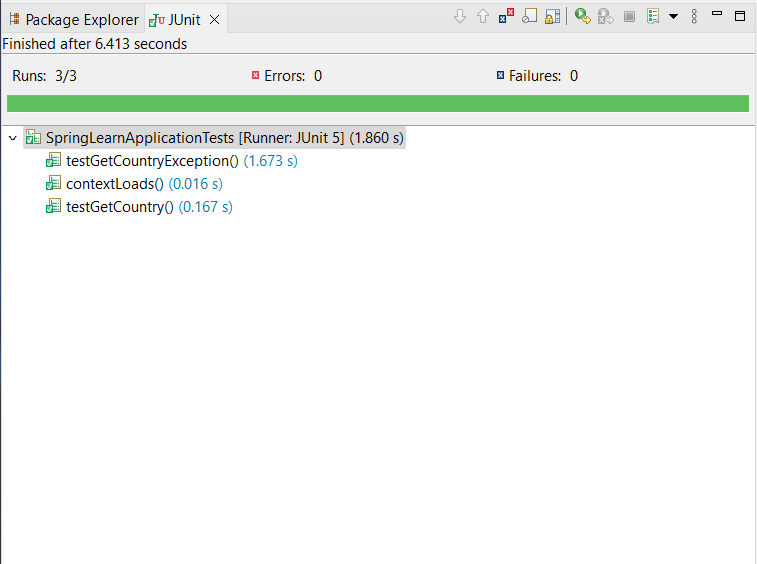 Package Explorer JUnit
Finished after 6.413 seconds
Runs: 3/3 Errors: 0 Failures: 0
SpringLearnApplicationTests [Runner: JUnit 5] (1.860 s)
testGetCountryException() (1.673 s)
contextLoads() (0.016 s)
testGetCountry() (0.167 s)